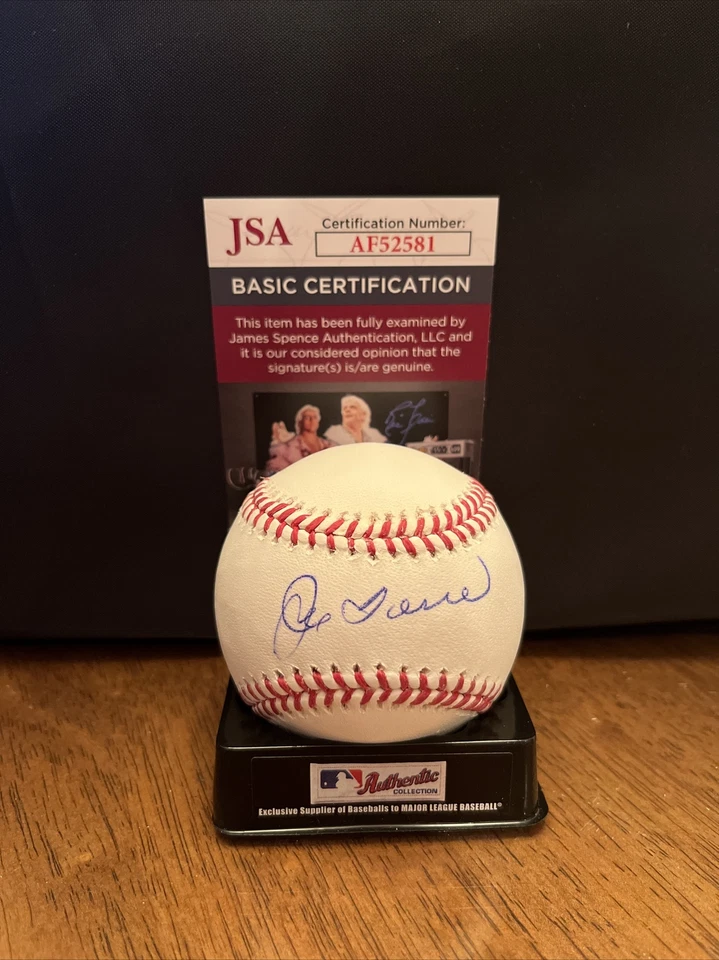 JSA
Certification Number:
AF52581
BASIC CERTIFICATION
This item has been fully examined by
James Spence Authentication, LLC and
it is our considered opinion that the
signature(s) is/are genuine.
Joe Torre
Authentic
COLLECTION
Exclusive Supplier of Baseballs to MAJOR LEAGUE BASEBALL®